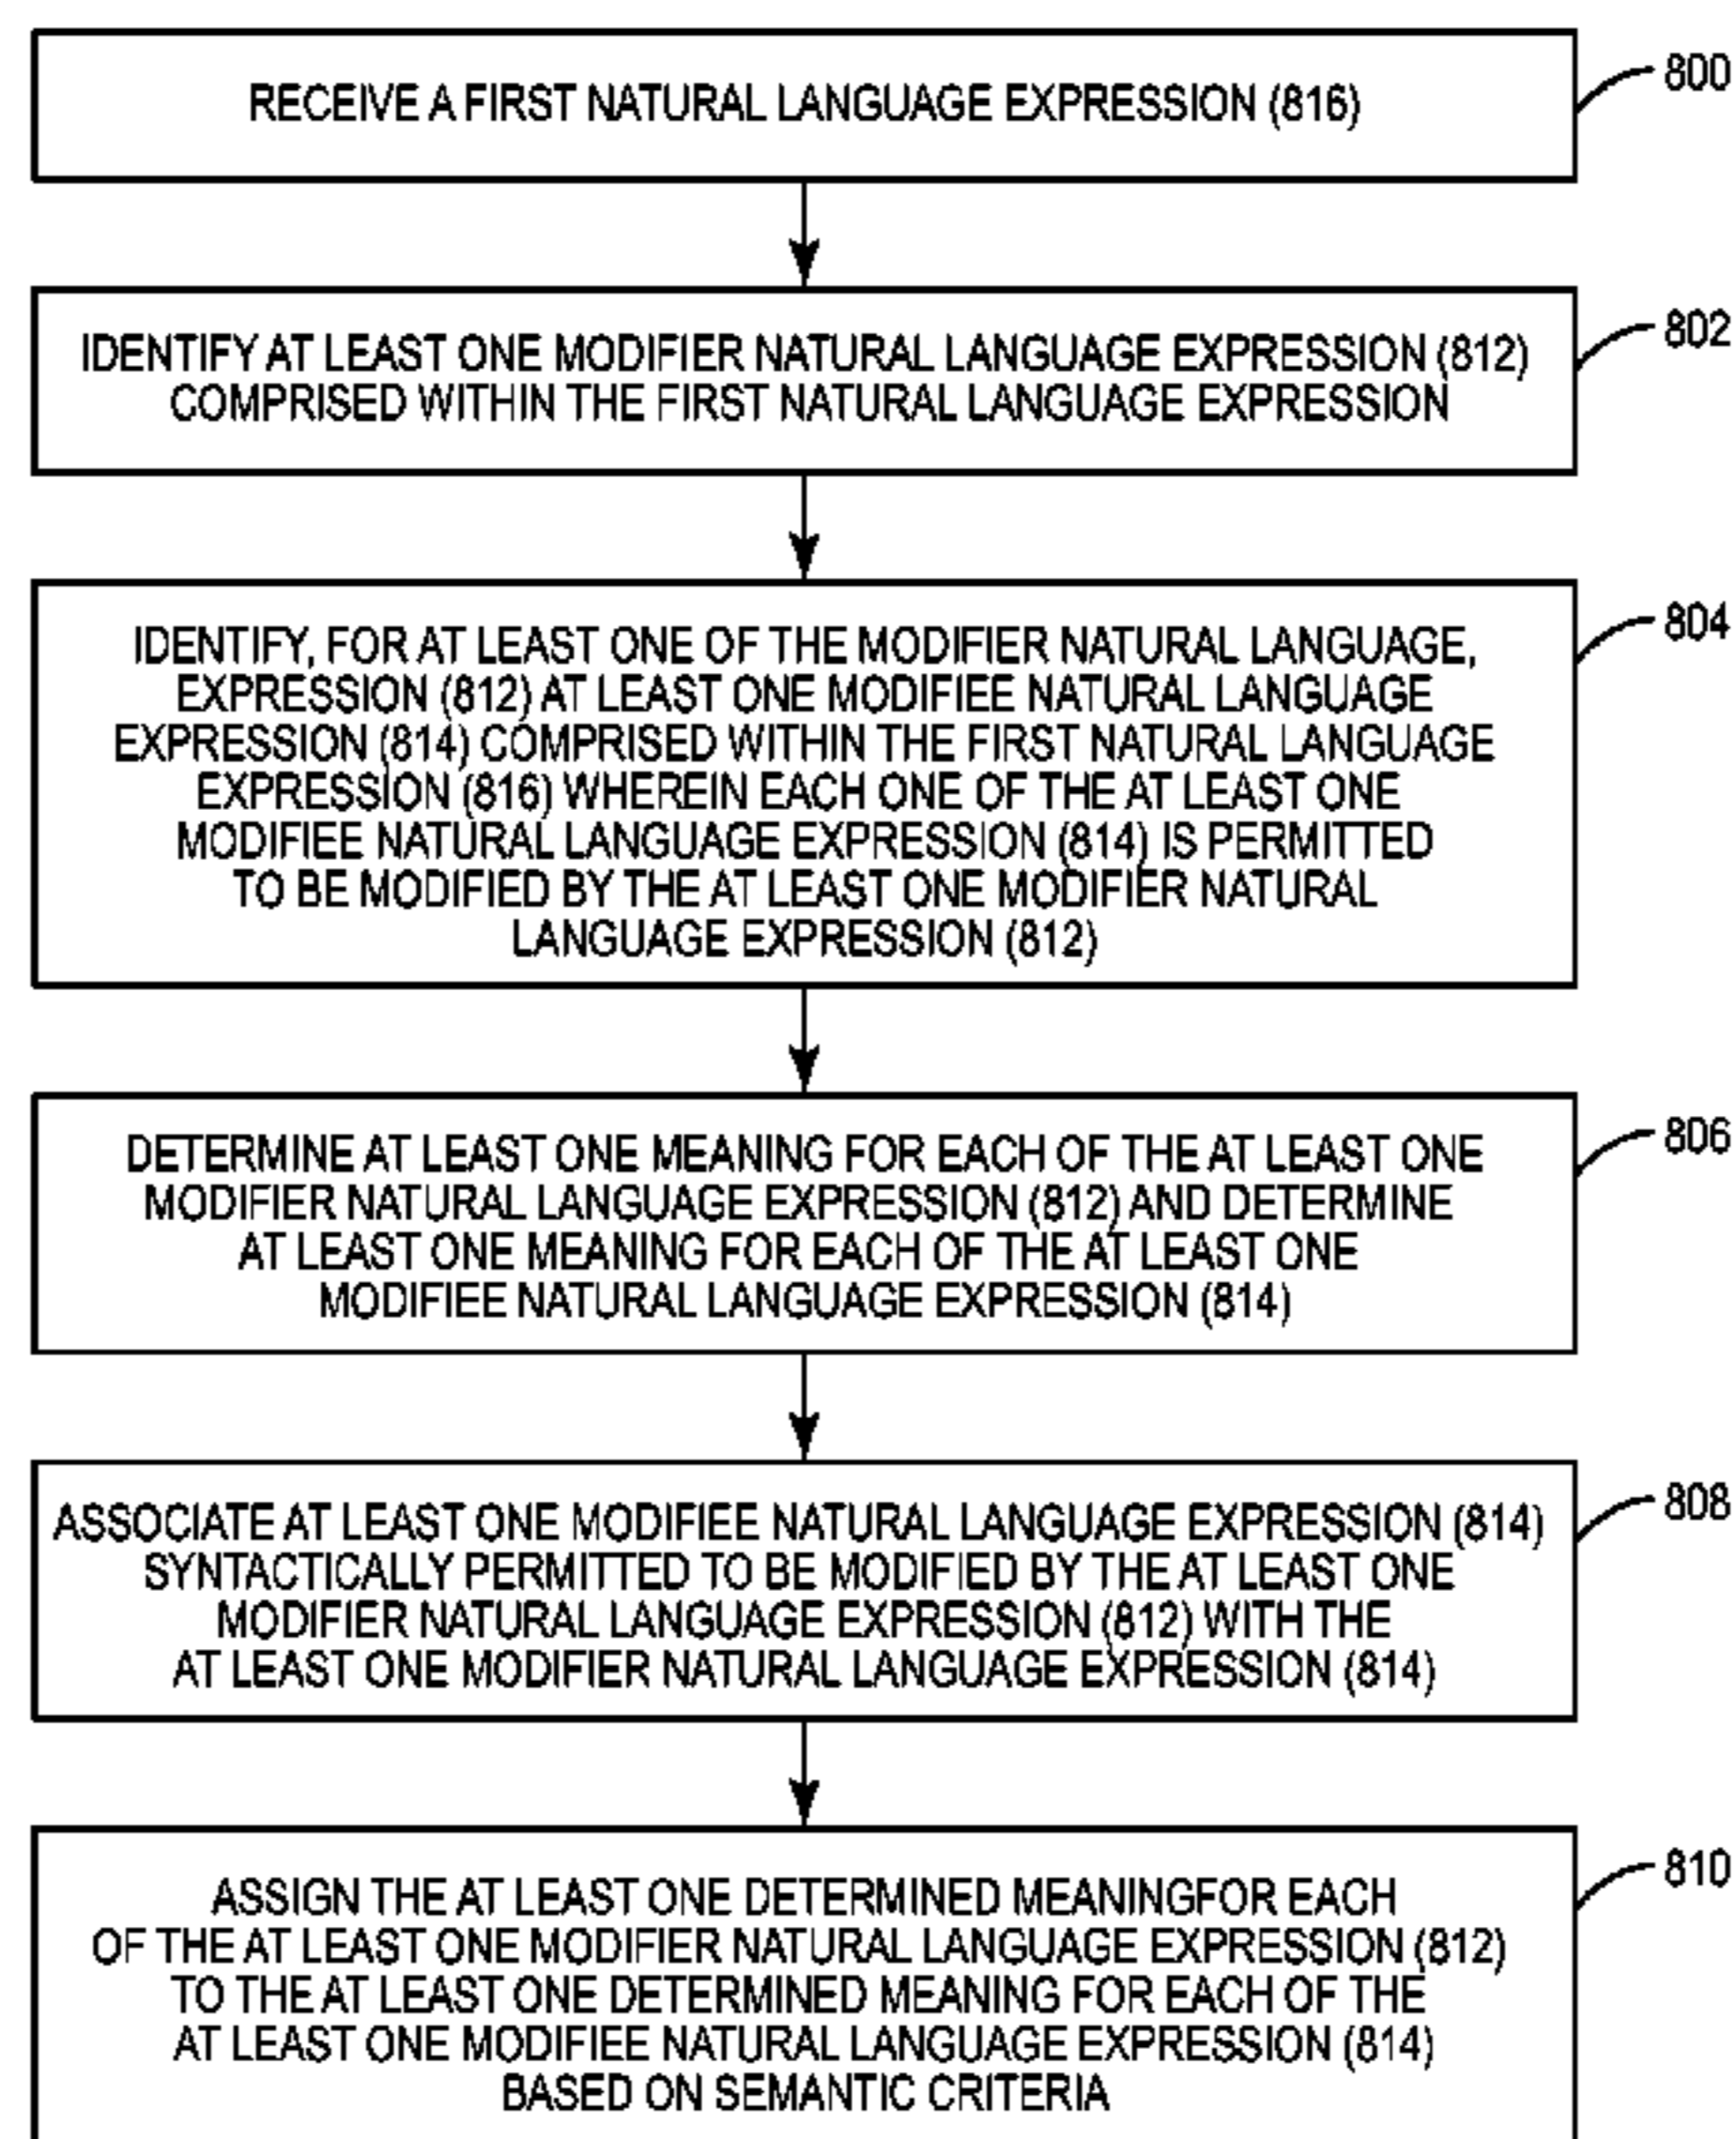 RECEIVE A FIRST NATURAL LANGUAGE EXPRESSION (816)
800
IDENTIFY AT LEAST ONE MODIFIER NATURAL LANGUAGE EXPRESSION (812)
COMPRISED WITHIN THE FIRST NATURAL LANGUAGE EXPRESSION
802
IDENTIFY, FOR AT LEAST ONE OF THE MODIFIER NATURAL LANGUAGE,
EXPRESSION (812) AT LEAST ONE MODIFIEE NATURAL LANGUAGE
EXPRESSION (814) COMPRISED WITHIN THE FIRST NATURAL LANGUAGE
EXPRESSION (816) WHEREIN EACH ONE OF THE AT LEAST ONE
MODIFIEE NATURAL LANGUAGE EXPRESSION (814) IS PERMITTED
TO BE MODIFIED BY THE AT LEAST ONE MODIFIER NATURAL
LANGUAGE EXPRESSION (812)
804
DETERMINE AT LEAST ONE MEANING FOR EACH OF THE AT LEAST ONE
MODIFIER NATURAL LANGUAGE EXPRESSION (812) AND DETERMINE
AT LEAST ONE MEANING FOR EACH OF THE AT LEAST ONE
MODIFIEE NATURAL LANGUAGE EXPRESSION (814)
806
ASSOCIATE AT LEAST ONE MODIFIEE NATURAL LANGUAGE EXPRESSION (814)
SYNTACTICALLY PERMITTED TO BE MODIFIED BY THE AT LEAST ONE
MODIFIER NATURAL LANGUAGE EXPRESSION (812) WITH THE
AT LEAST ONE MODIFIER NATURAL LANGUAGE EXPRESSION (814)
808
ASSIGN THE AT LEAST ONE DETERMINED MEANINGFOR EACH
OF THE AT LEAST ONE MODIFIER NATURAL LANGUAGE EXPRESSION (812)
TO THE AT LEAST ONE DETERMINED MEANING FOR EACH OF THE
AT LEAST ONE MODIFIEE NATURAL LANGUAGE EXPRESSION (814)
BASED ON SEMANTIC CRITERIA
810